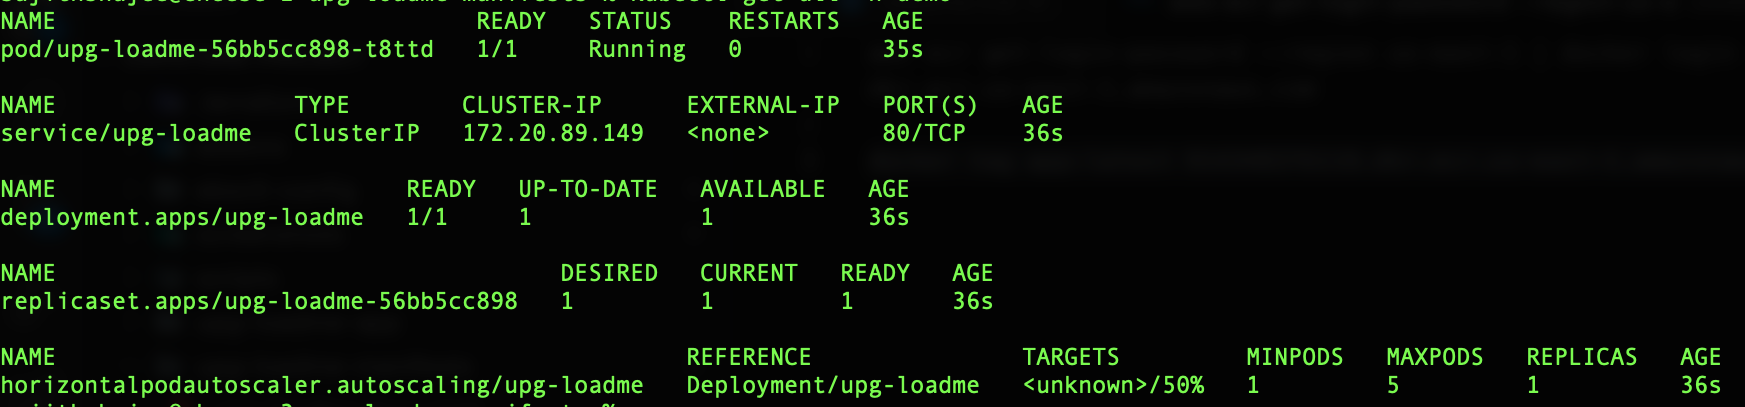 NAME READY STATUS RESTARTS AGE
pod/upg-loadme-56bb5cc898-t8ttd 1/1 Running 0 35s
NAME TYPE CLUSTER-IP EXTERNAL-IP PORT(S) AGE
service/upg-loadme ClusterIP 172.20.89.149 <none> 80/TCP 36s
NAME READY UP-TO-DATE AVAILABLE AGE
deployment.apps/upg-loadme 1/1 1 1 36s
NAME DESIRED CURRENT READY AGE
replicaset.apps/upg-loadme-56bb5cc898 1 1 1 36s
NAME REFERENCE TARGETS MINPODS MAXPODS REPLICAS AGE
horizontalpodautoscaler.autoscaling/upg-loadme Deployment/upg-loadme <unknown>/50% 1 5 1 36s